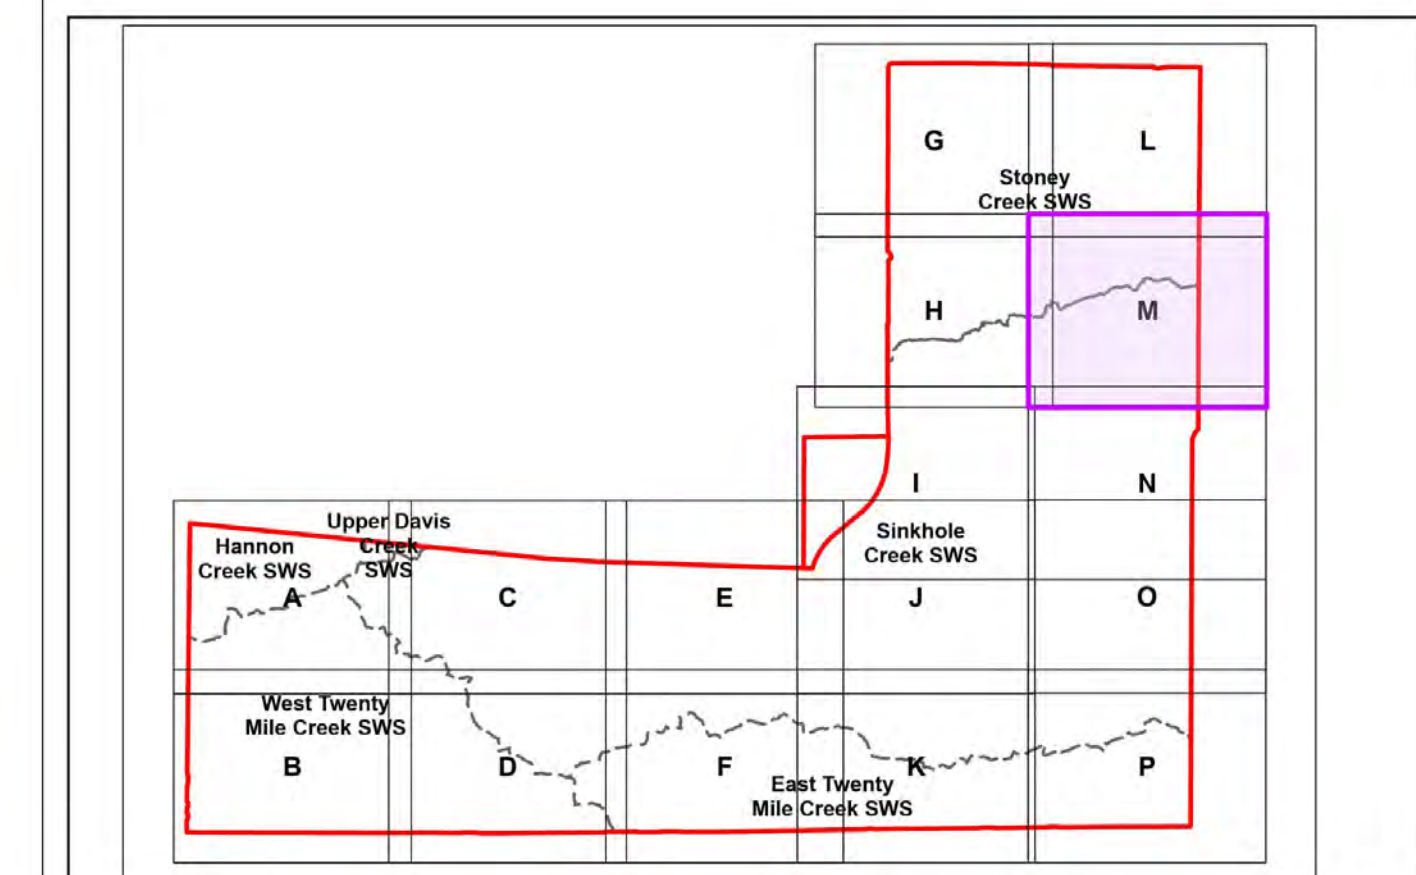 G
L
Stoney
Creek SWS
H
M
I
N
Sinkhole
Creek SWS
Upper Davis
Creek
SWS
Hannon
Creek SWS
A
C
E
J
O
West Twenty
Mile Creek SWS
B
D
F
K
P
East Twenty
Mile Creek SWS